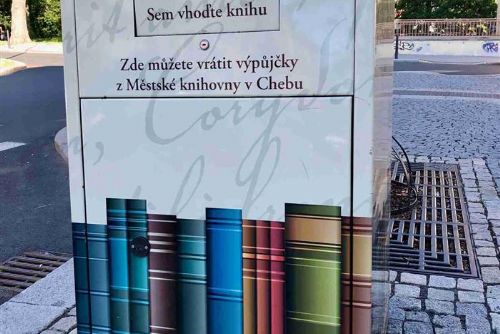 Sem vhoďte knihu
Zde můžete vrátit výpůjčky
z Městské knihovny v Chebu